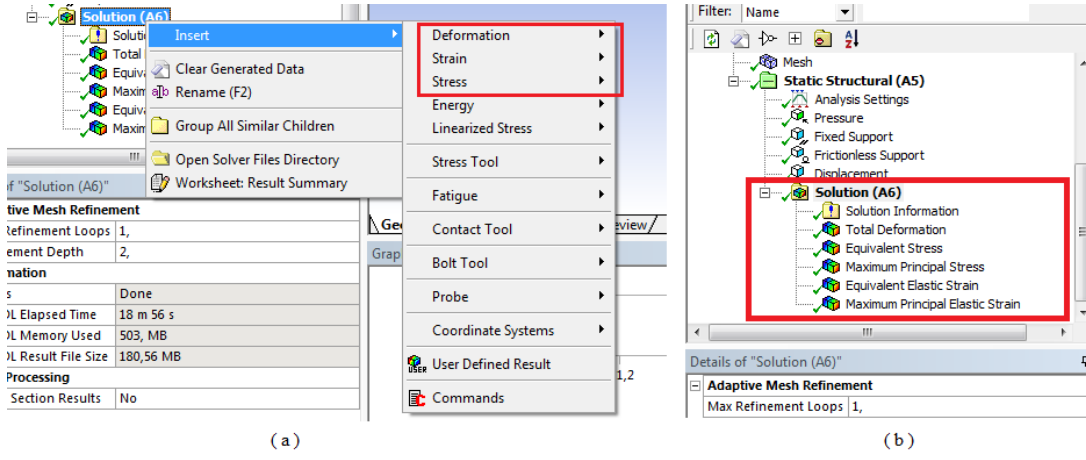 Solution (A6)
Soluti
Total
Equiva
Maxim
Equiva
Maxim
Insert
Clear Generated Data
Rename (F2)
Group All Similar Children
Open Solver Files Directory
Worksheet: Result Summary
Deformation
Strain
Stress
Energy
Linearized Stress
Stress Tool
Fatigue
Contact Tool
Bolt Tool
Probe
Coordinate Systems
User Defined Result
Commands
of "Solution (A6)"
tive Mesh Refinement
Refinement Loops 1,
ement Depth 2,
mation
s Done
DL Elapsed Time 18 m 56 s
DL Memory Used 503, MB
DL Result File Size 180,56 MB
Processing
Section Results No
Geo
view
Grap
1,2
(a)
Filter: Name
Mesh
Static Structural (A5)
Analysis Settings
Pressure
Fixed Support
Frictionless Support
Displacement
Solution (A6)
Solution Information
Total Deformation
Equivalent Stress
Maximum Principal Stress
Equivalent Elastic Strain
Maximum Principal Elastic Strain
Details of "Solution (A6)"
Adaptive Mesh Refinement
Max Refinement Loops 1,
(b)